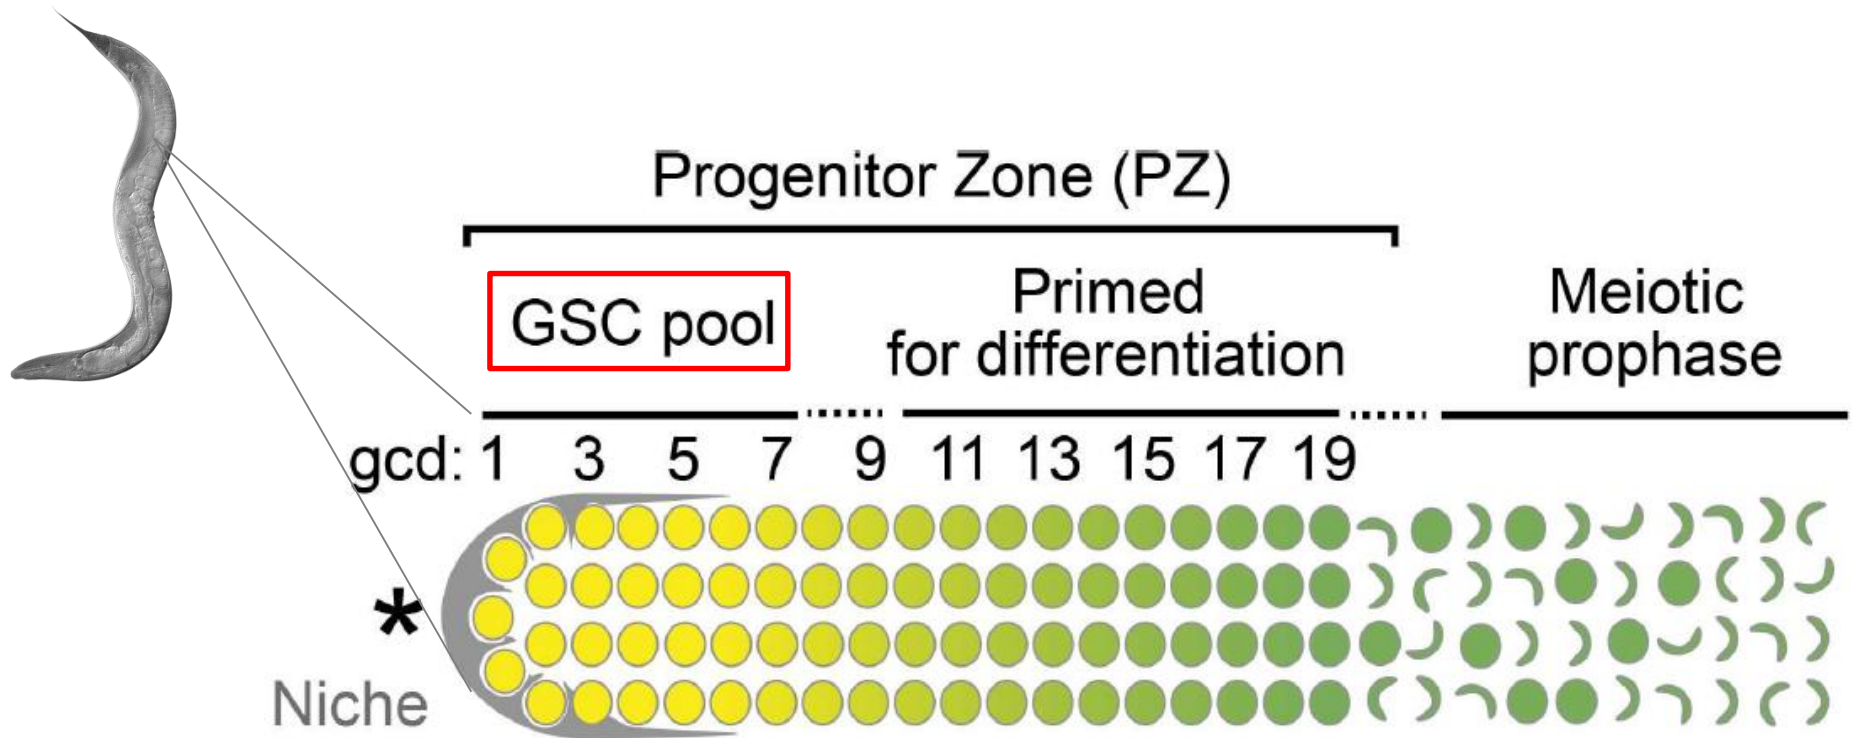 Progenitor Zone (PZ)
GSC pool
Primed
for differentiation
Meiotic
prophase
gcd: 1 3 5 7 9 11 13 15 17 19
*
Niche